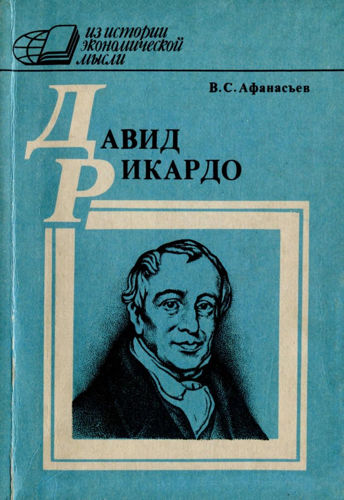 из истории
экономической
мысли
В. С. Афанасьев
ДАВИД
РИКАРДО